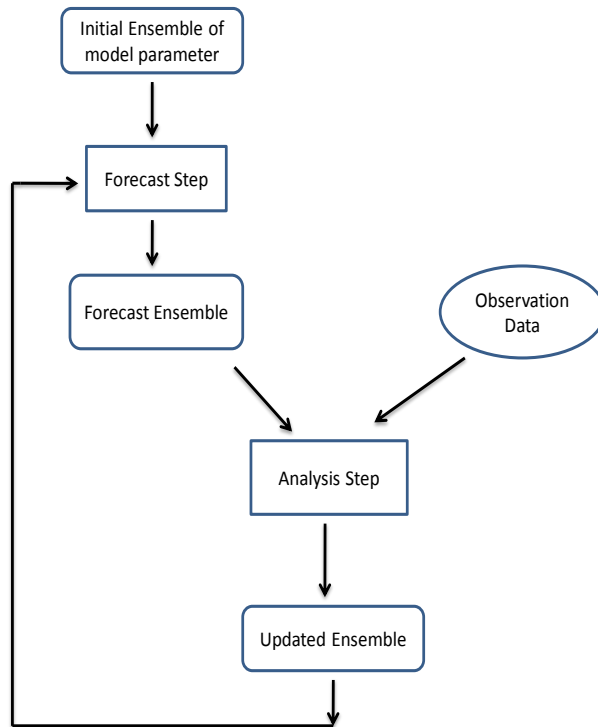 Initial Ensemble of
model parameter
Forecast Step
Forecast Ensemble
Observation
Data
Analysis Step
Updated Ensemble